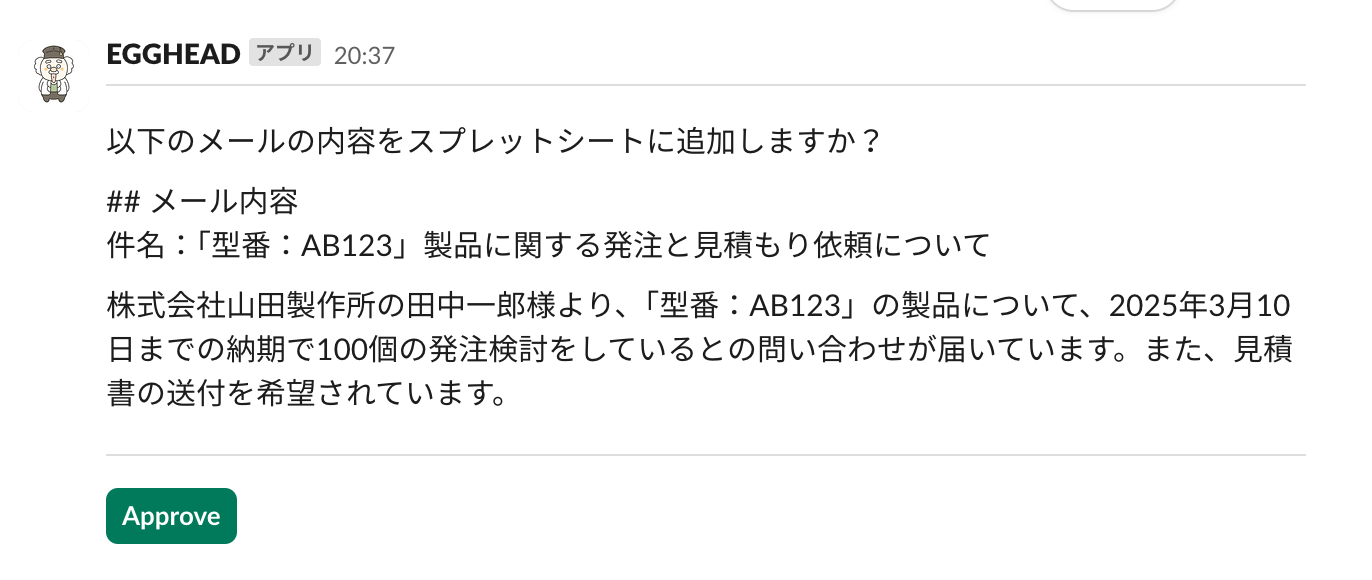 EGGHEAD アプリ 20:37
以下のメールの内容をスプレットシートに追加しますか？
## メール内容
件名：「型番：AB123」製品に関する発注と見積もり依頼について
株式会社山田製作所の田中一郎様より、「型番：AB123」の製品について、2025年3月10
日までの納期で100個の発注検討をしているとの問い合わせが届いています。また、見積
書の送付を希望されています。
Approve